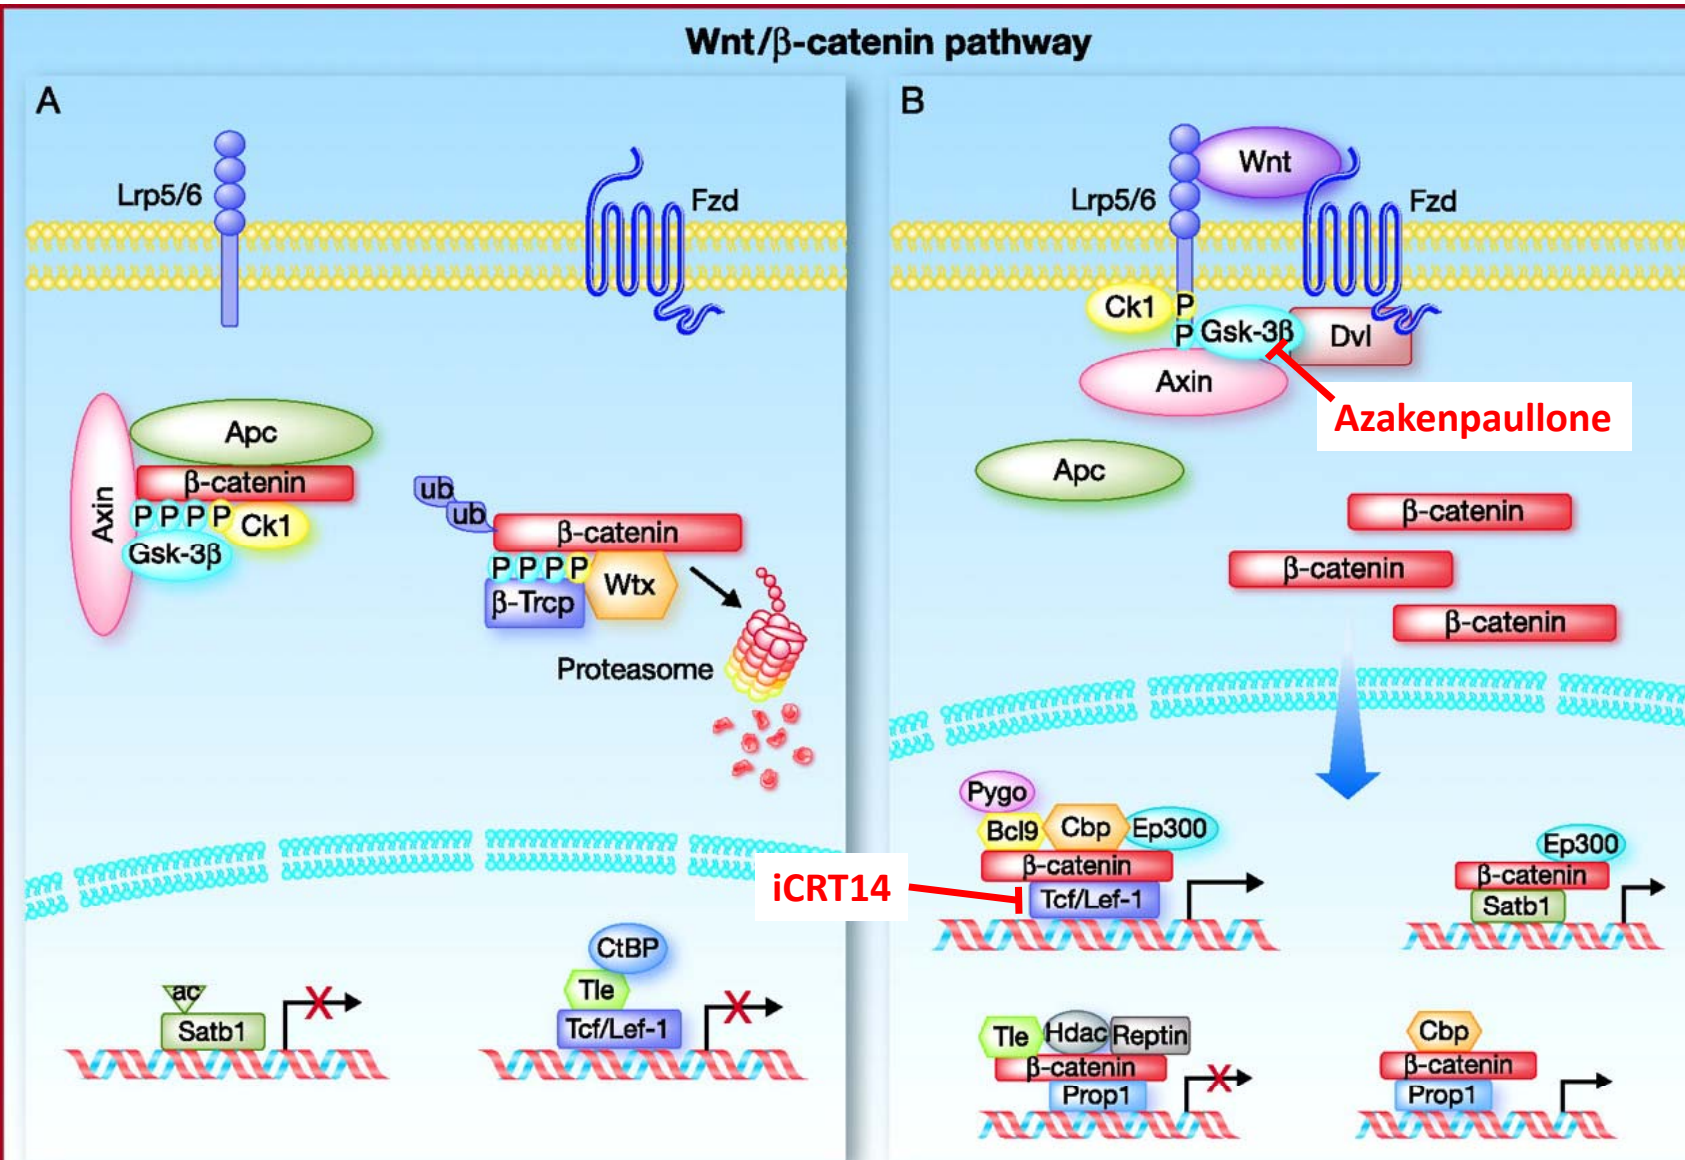 Wnt/β-catenin pathway
A
Lrp5/6
Fzd
Apc
β-catenin
Axin
P P P P
Ck1
Gsk-3β
ub
ub
β-catenin
P P P P
Wtx
β-Trcp
Proteasome
CtBP
ac
Tle
Satb1
X
Tcf/Lef-1
X
B
Wnt
Lrp5/6
Fzd
Ck1
P
P
Gsk-3β
Dvl
Axin
Azakenpaullone
Apc
β-catenin
β-catenin
β-catenin
Pygo
Bcl9
Cbp
Ep300
β-catenin
iCRT14
Tcf/Lef-1
Ep300
β-catenin
Satb1
Tle
Hdac
Reptin
β-catenin
Prop1
X
Cbp
β-catenin
Prop1